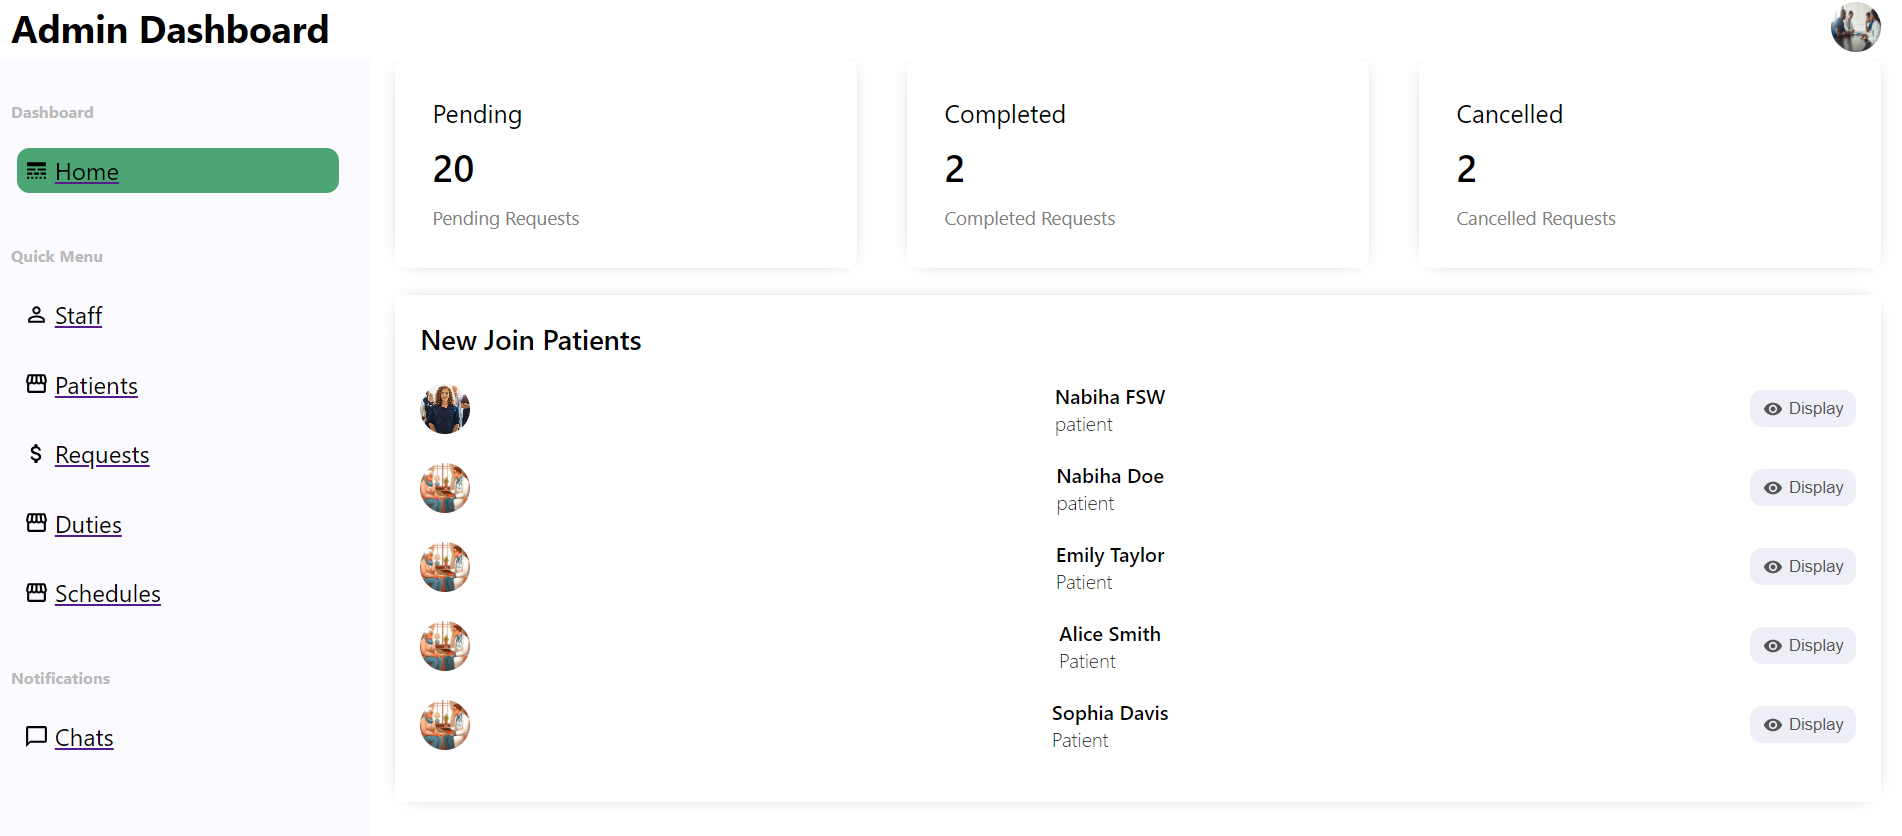 Admin Dashboard
Dashboard
Home
Quick Menu
Staff
Patients
Requests
Duties
Schedules
Notifications
Chats
Pending
20
Pending Requests
Completed
2
Completed Requests
Cancelled
2
Cancelled Requests
New Join Patients
Nabiha FSW
patient
Display
Nabiha Doe
patient
Display
Emily Taylor
Patient
Display
Alice Smith
Patient
Display
Sophia Davis
Patient
Display